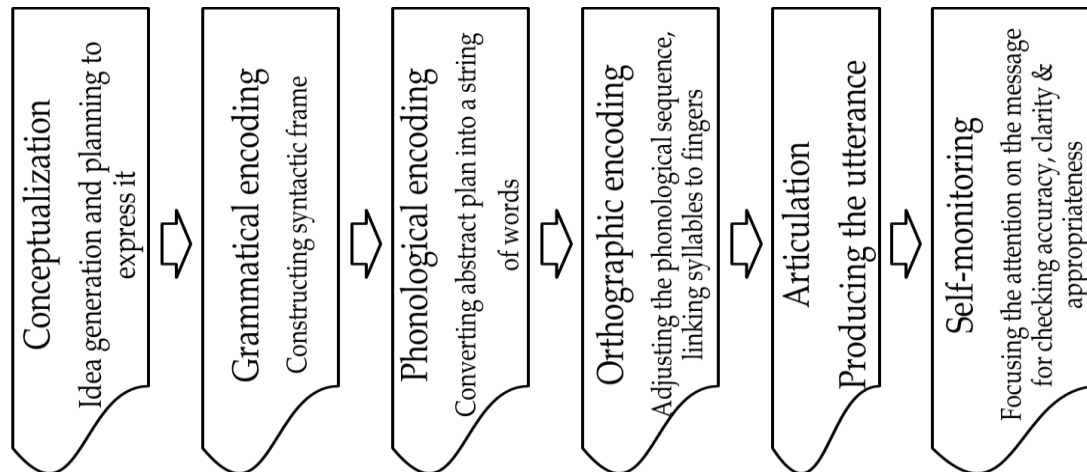 Conceptualization
Idea generation and planning to
express it
Grammatical encoding
Constructing syntactic frame
Phonological encoding
Converting abstract plan into a string
of words
Orthographic encoding
Adjusting the phonological sequence,
linking syllables to fingers
Articulation
Producing the utterance
Self-monitoring
Focusing the attention on the message
for checking accuracy, clarity &
appropriateness